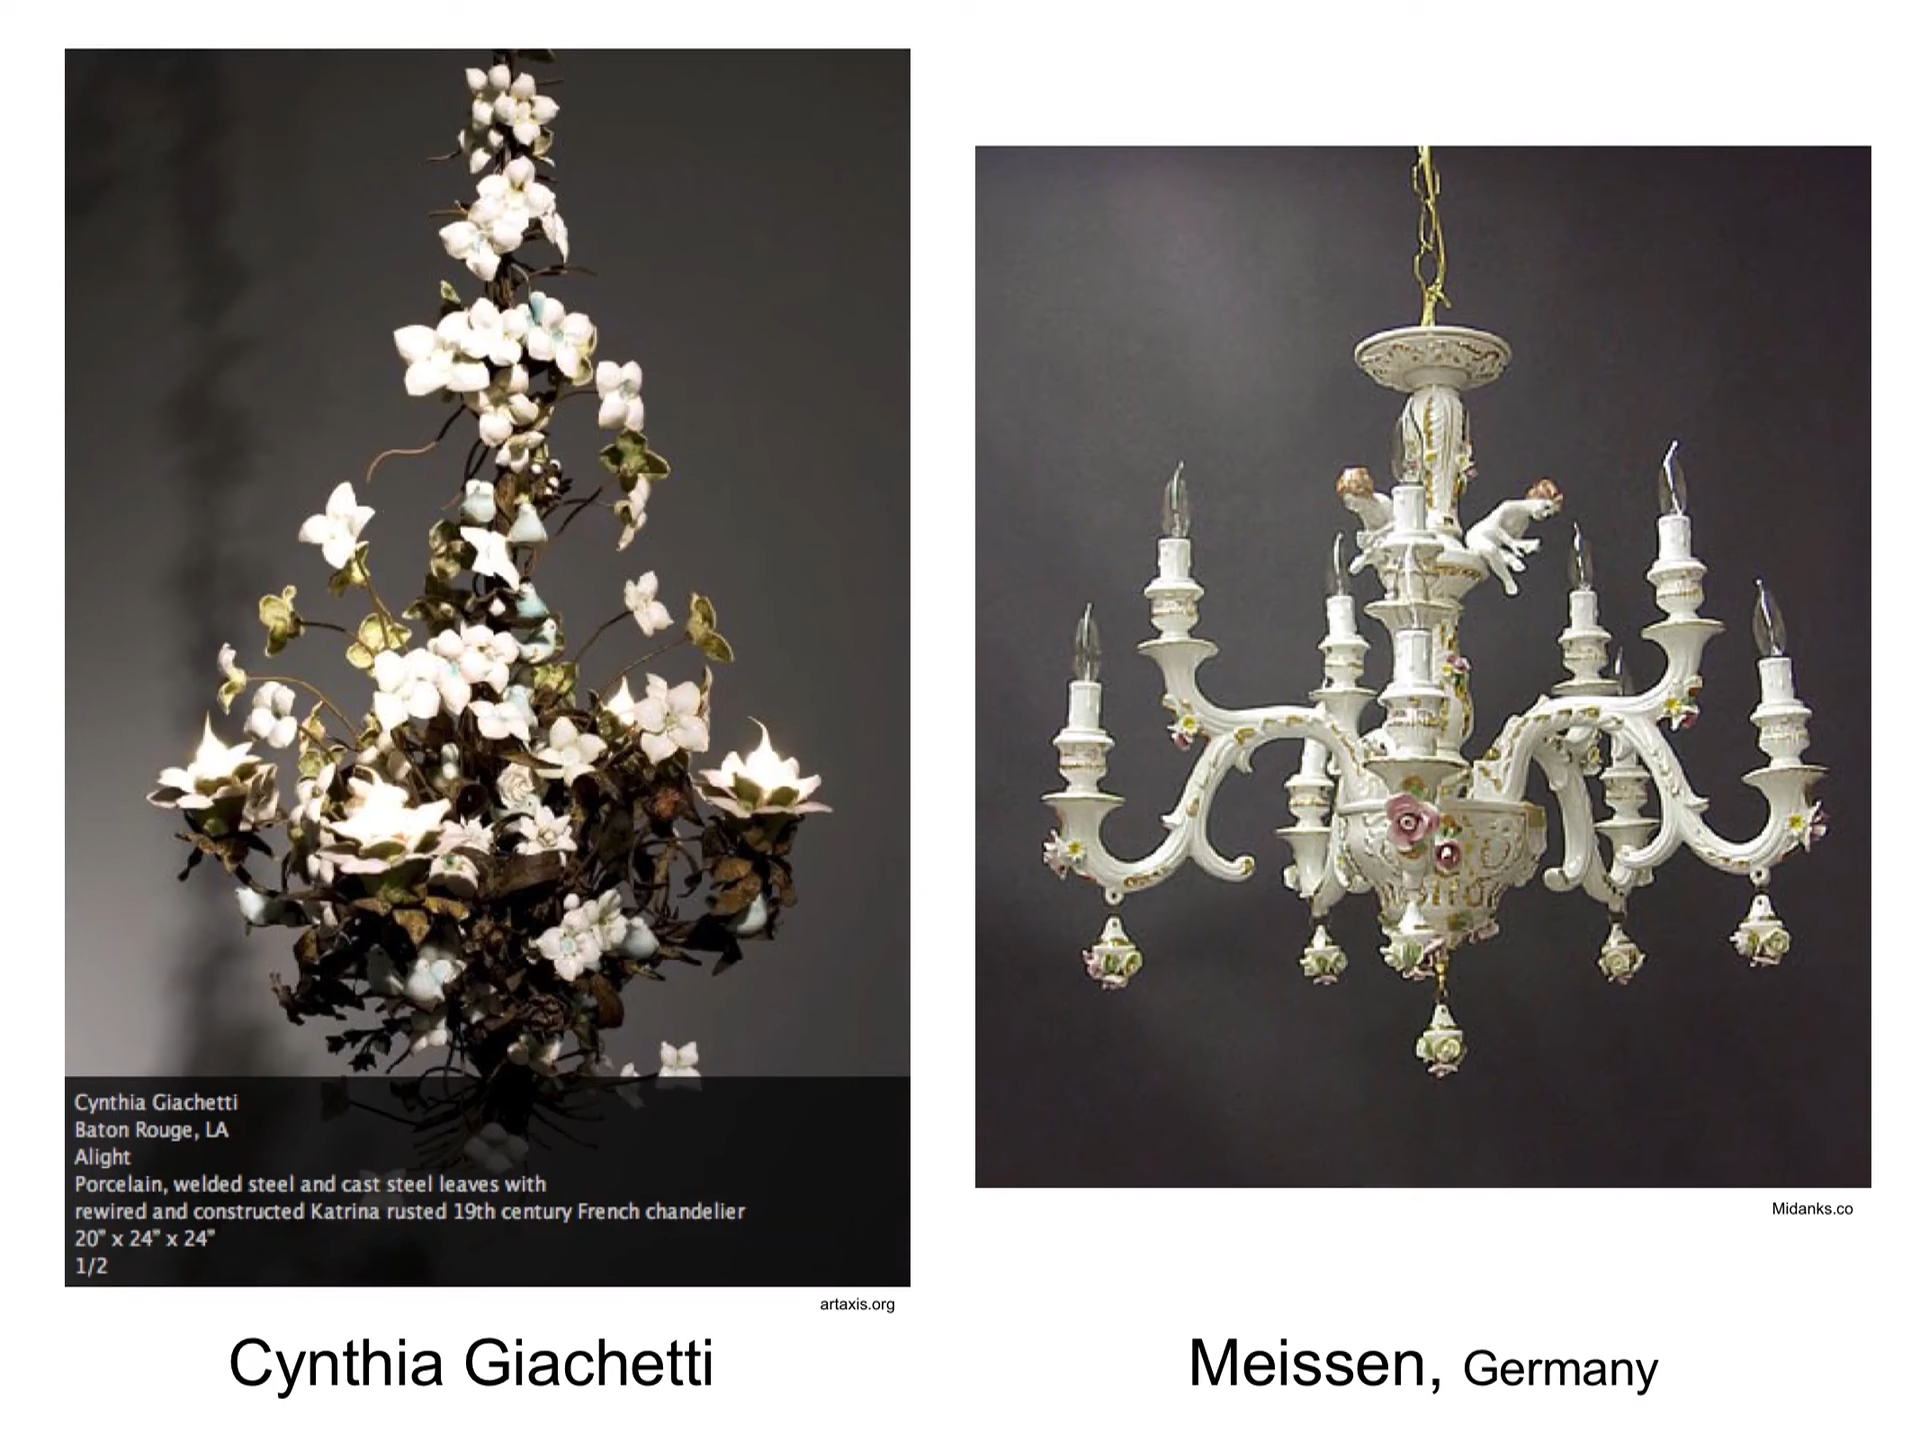 Cynthia Giachetti
Baton Rouge, LA
Alight
Porcelain, welded steel and cast steel leaves with
rewired and constructed Katrina rusted 19th century French chandelier
20" x 24" x 24"
1/2
artaxis.org
Cynthia Giachetti
Midanks.co
Meissen, Germany